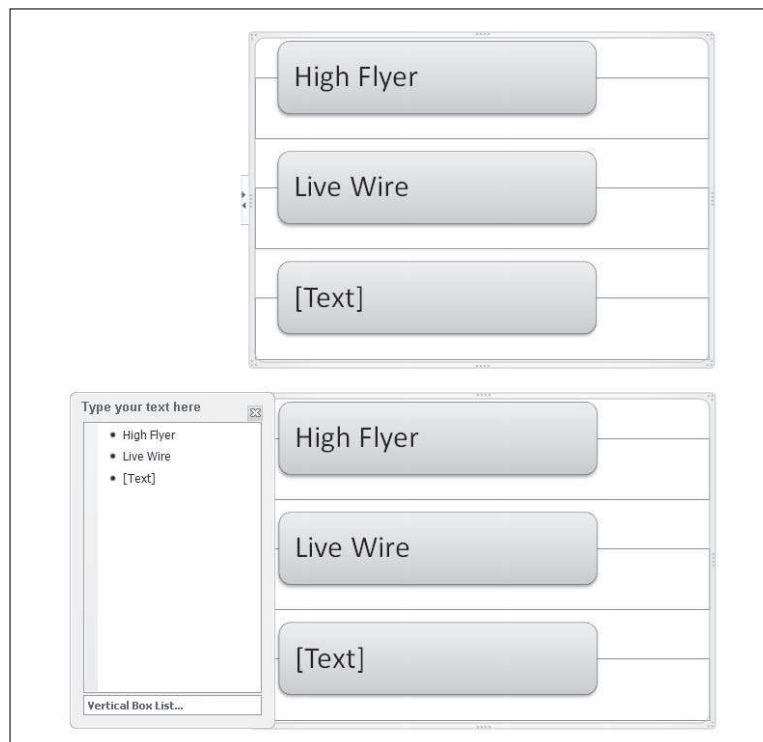 High Flyer
Live Wire
[Text]
Type your text here
High Flyer
Live Wire
[Text]
Vertical Box List...
High Flyer
Live Wire
[Text]